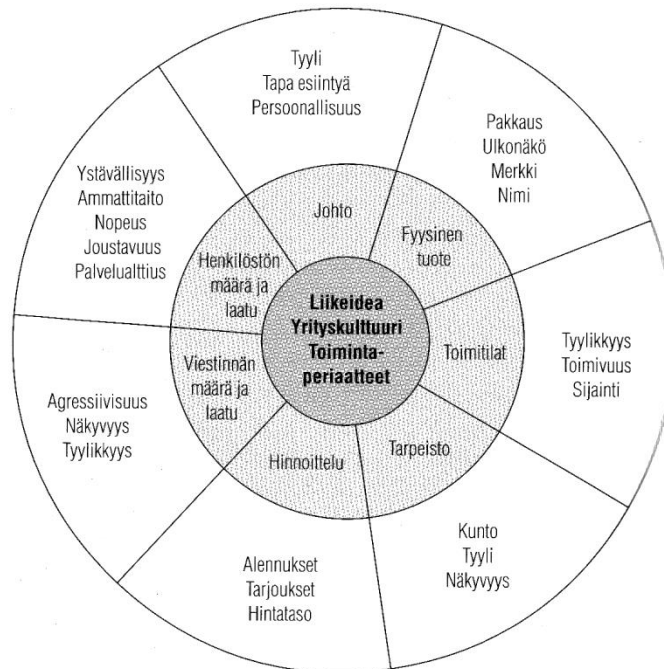 Tyyli
Tapa esiintyä
Persoonallisuus
Pakkaus
Ulkonäkö
Merkki
Nimi
Tyylikkyys
Toimivuus
Sijainti
Kunto
Tyyli
Näkyvyys
Alennukset
Tarjoukset
Hintataso
Agressiivisuus
Näkyvyys
Tyylikkyys
Ystävällisyys
Ammattitaito
Nopeus
Joustavuus
Palvelualttius
Johto
Fyysinen
tuote
Toimitilat
Tarpeisto
Hinnoittelu
Viestinnän
määrä ja
laatu
Henkilöstön
määrä ja
laatu
Liikeidea
Yrityskulttuuri
Toiminta-
periaatteet